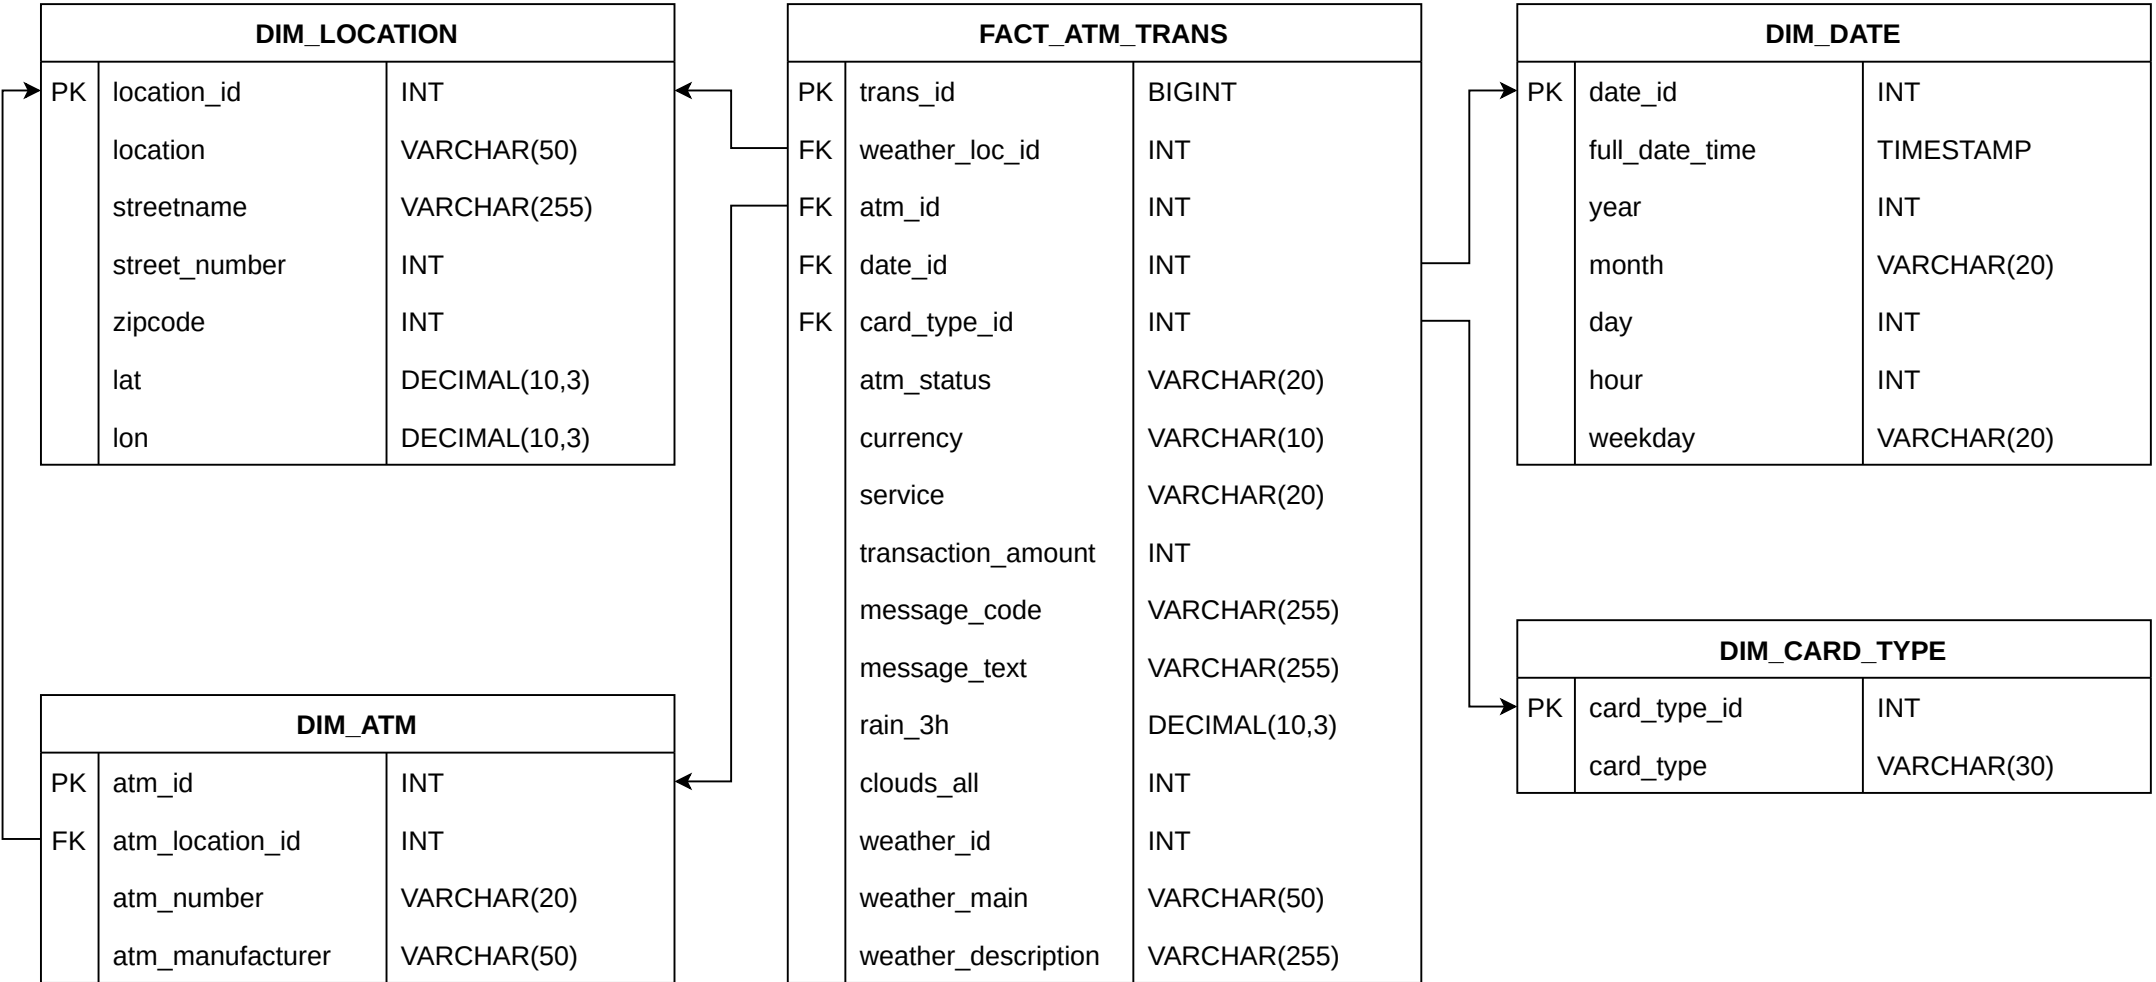 DIM_LOCATION
PK location_id INT
location VARCHAR(50)
streetname VARCHAR(255)
street_number INT
zipcode INT
lat DECIMAL(10,3)
lon DECIMAL(10,3)
DIM_ATM
PK atm_id INT
FK atm_location_id INT
atm_number VARCHAR(20)
atm_manufacturer VARCHAR(50)
FACT_ATM_TRANS
PK trans_id BIGINT
FK weather_loc_id INT
FK atm_id INT
FK date_id INT
FK card_type_id INT
atm_status VARCHAR(20)
currency VARCHAR(10)
service VARCHAR(20)
transaction_amount INT
message_code VARCHAR(255)
message_text VARCHAR(255)
rain_3h DECIMAL(10,3)
clouds_all INT
weather_id INT
weather_main VARCHAR(50)
weather_description VARCHAR(255)
DIM_DATE
PK date_id INT
full_date_time TIMESTAMP
year INT
month VARCHAR(20)
day INT
hour INT
weekday VARCHAR(20)
DIM_CARD_TYPE
PK card_type_id INT
card_type VARCHAR(30)